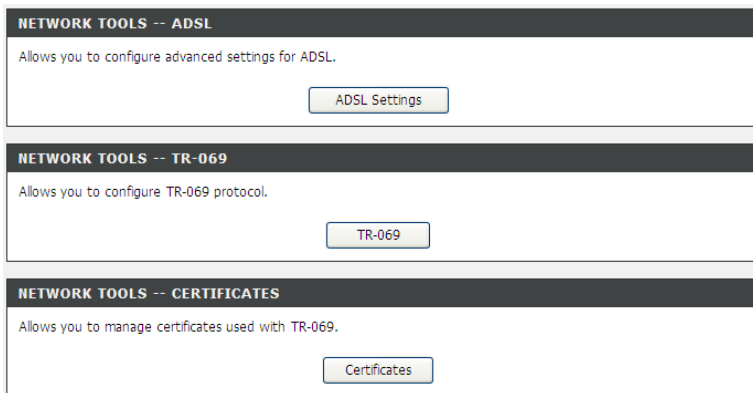 NETWORK TOOLS -- ADSL
Allows you to configure advanced settings for ADSL.
ADSL Settings
NETWORK TOOLS -- TR-069
Allows you to configure TR-069 protocol.
TR-069
NETWORK TOOLS -- CERTIFICATES
Allows you to manage certificates used with TR-069.
Certificates